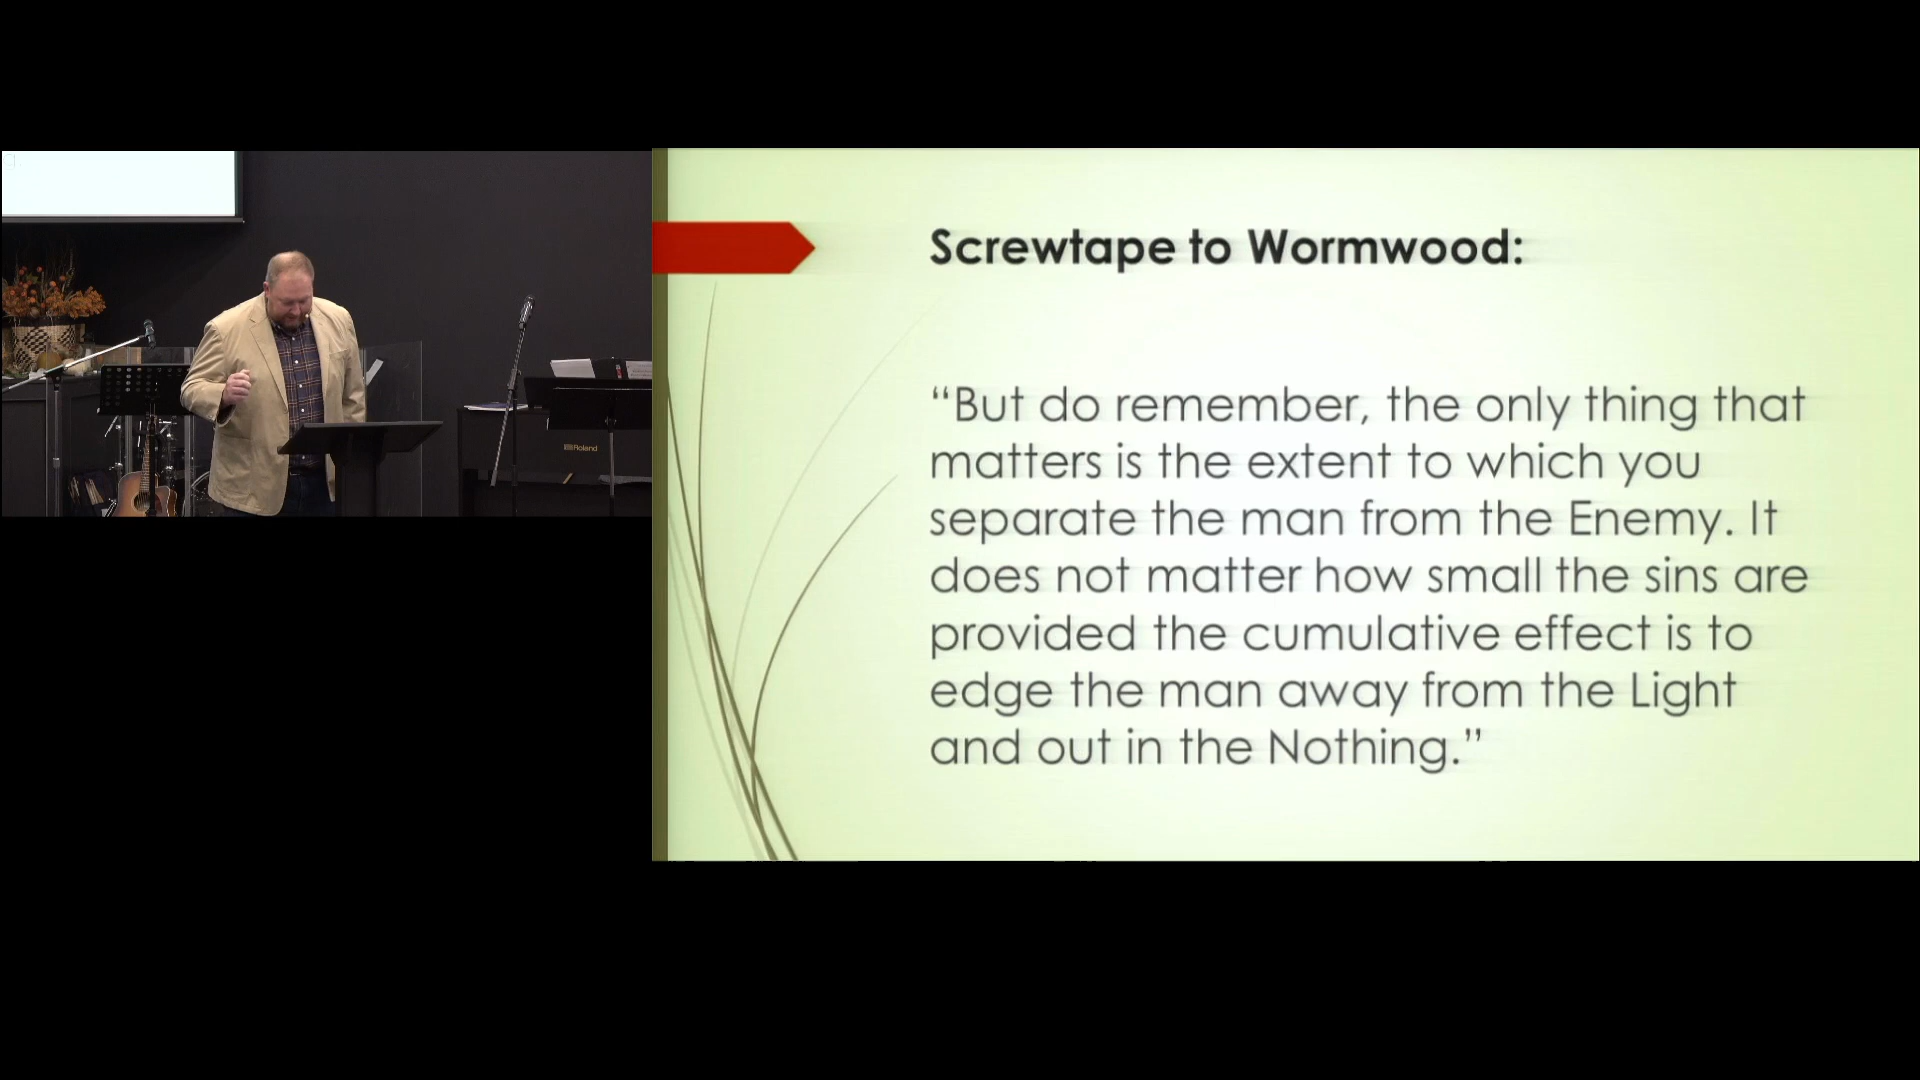 Screwtape to Wormwood:
“But do remember, the only thing that
matters is the extent to which you
separate the man from the Enemy. It
does not matter how small the sins are
provided the cumulative effect is to
edge the man away from the Light
and out in the Nothing.”
Roland